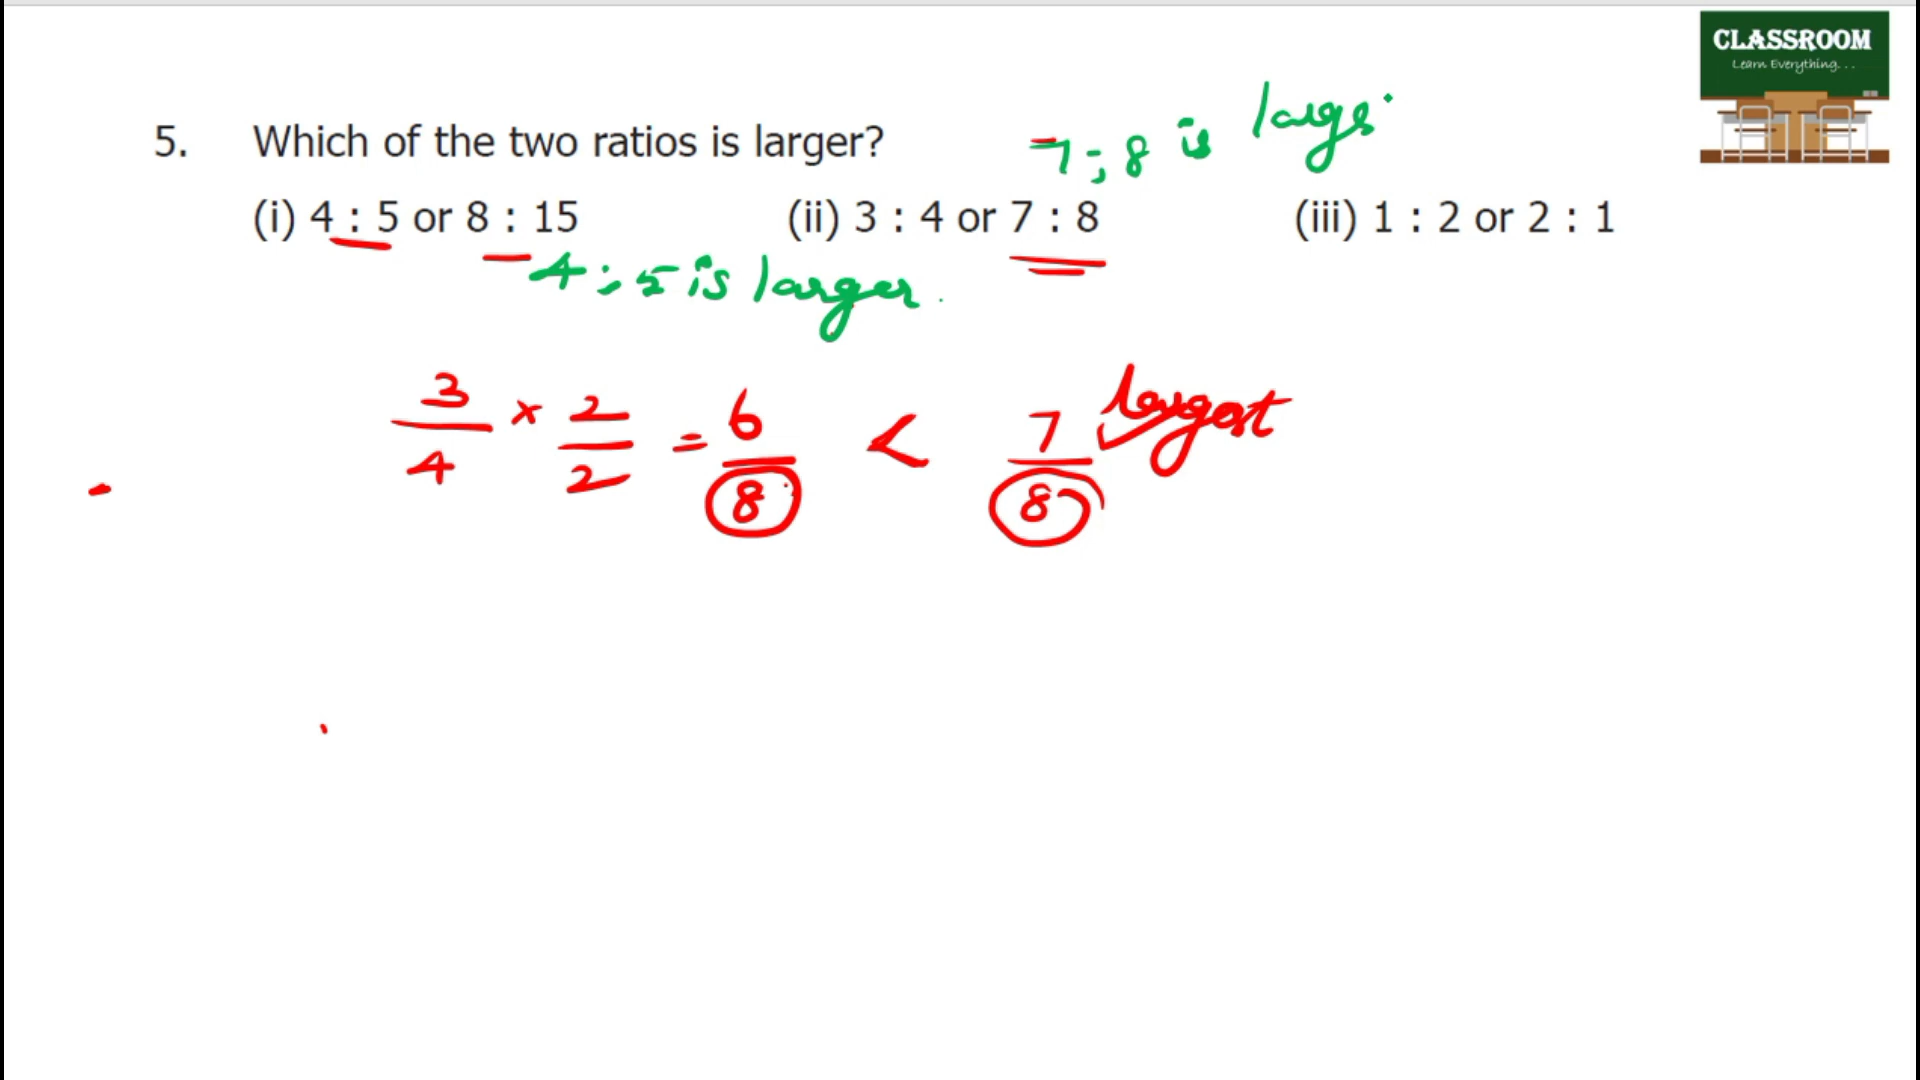 CLASSROOM
Learn Everything. . .
5. Which of the two ratios is larger?
7 : 8 is large
(i) 4 : 5 or 8 : 15 (ii) 3 : 4 or 7 : 8 (iii) 1 : 2 or 2 : 1
4 : 5 is larger.
3/4 × 2/2 = 6/8 < 7/8 largest